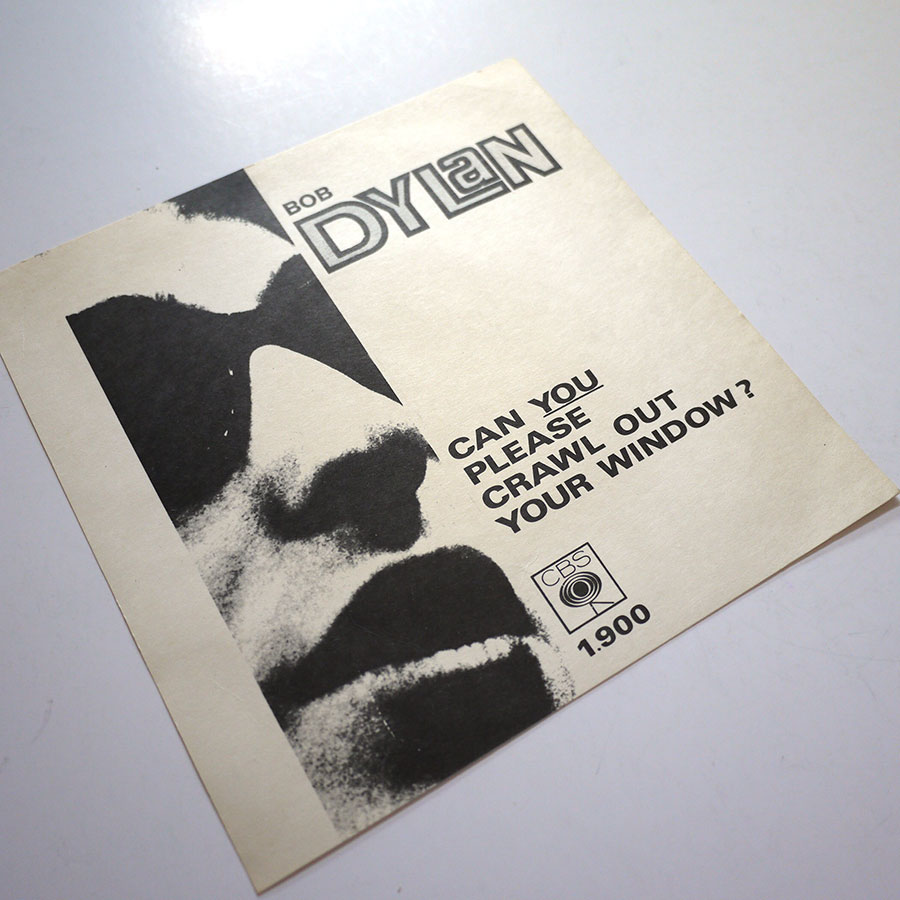 BOB
DYLaN
CAN YOU
PLEASE
CRAWL OUT
YOUR WINDOW?
CBS
1.900